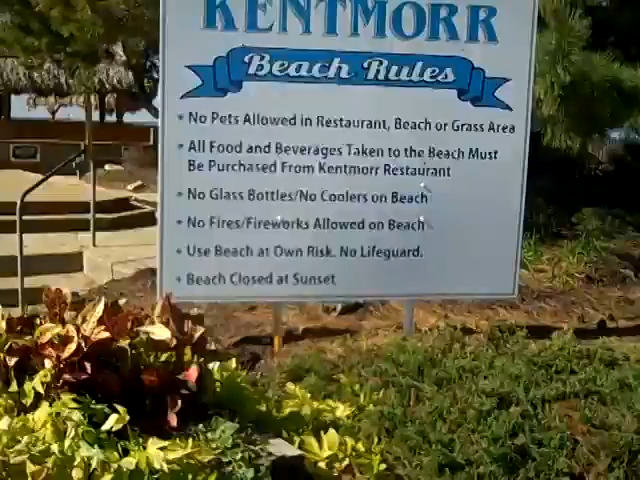 KENTMORR
Beach Rules
• No Pets Allowed in Restaurant, Beach or Grass Area
• All Food and Beverages Taken to the Beach Must
Be Purchased From Kentmorr Restaurant
• No Glass Bottles/No Coolers on Beach
• No Fires/Fireworks Allowed on Beach
• Use Beach at Own Risk. No Lifeguard.
• Beach Closed at Sunset